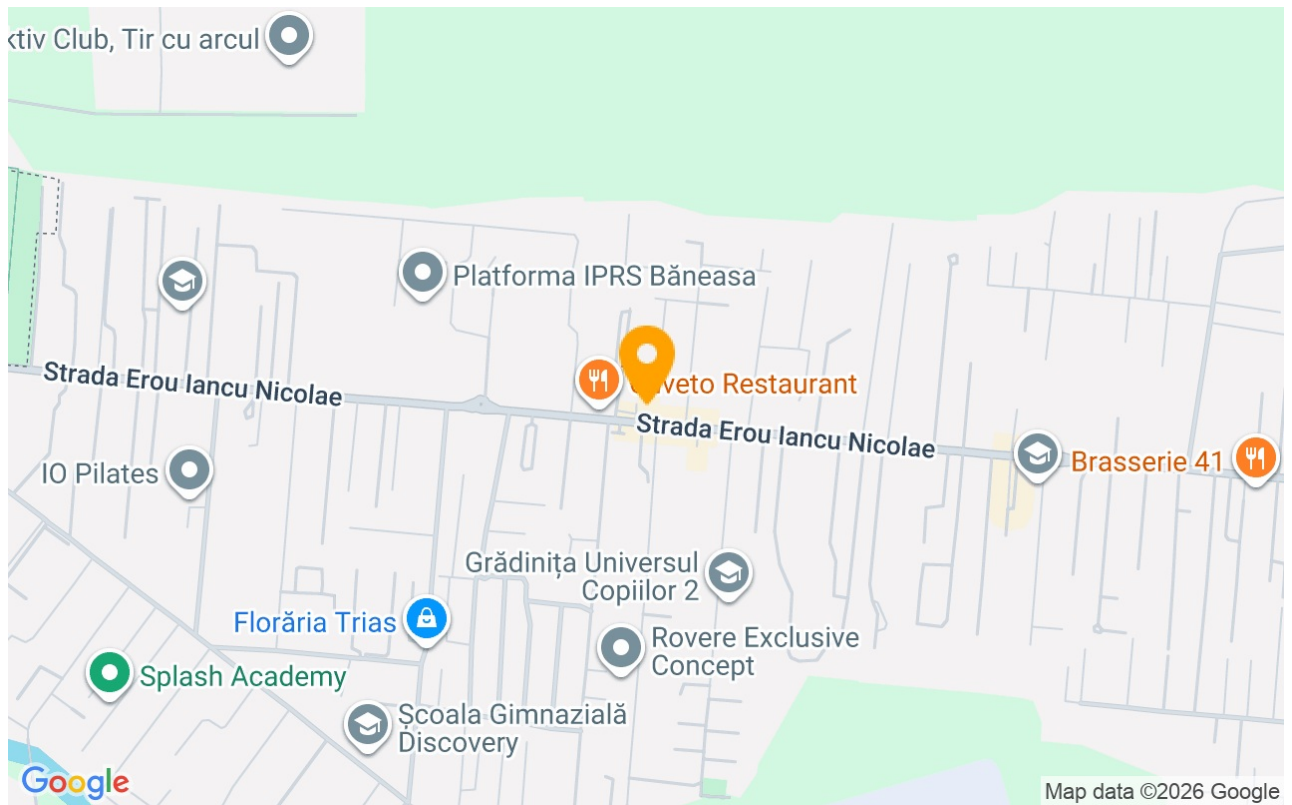 ktiv Club, Tir cu arcul
Platforma IPRS Băneasa
Restaurant
Strada Erou Iancu Nicolae
Strada Erou Iancu Nicolae
IO Pilates
Brasserie 41
Grădinița Universul
Copiilor 2
Florăria Trias
Rovere Exclusive
Concept
Splash Academy
Școala Gimnazială
Discovery
Google
Map data ©2026 Google